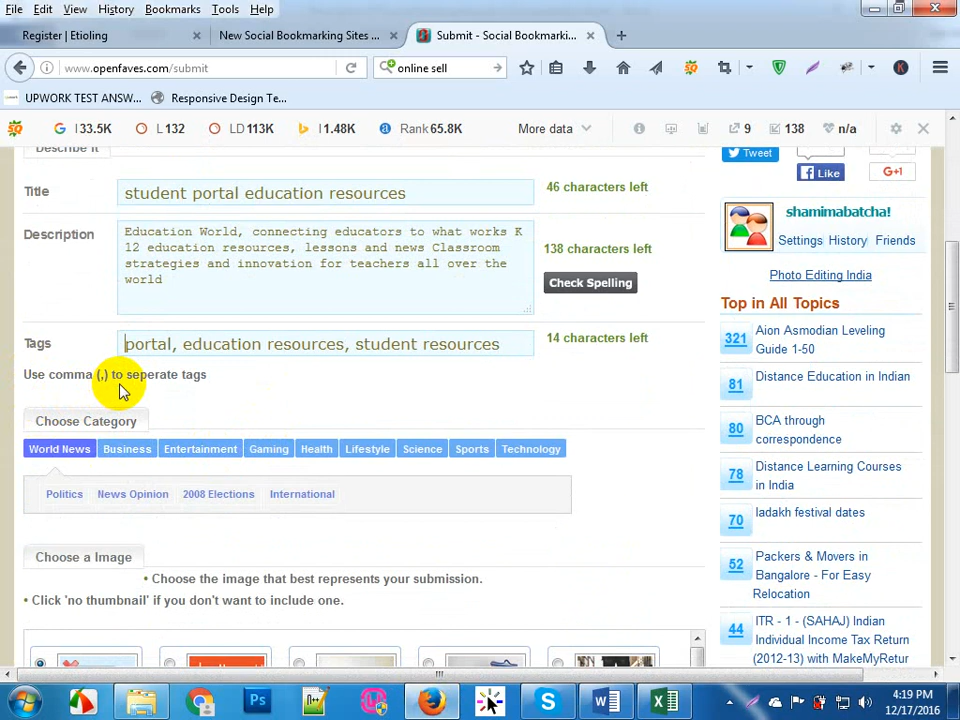 File Edit View History Bookmarks Tools Help
Register | Etioling
New Social Bookmarking Sites ...
Submit - Social Bookmarki...
www.openfaves.com/submit
online sell
UPWORK TEST ANSW...
Responsive Design Te...
I 33.5K L 132 LD 113K I 1.48K Rank 65.8K More data 9 138 n/a
Describe it
Tweet
Like
+1
Title
student portal education resources
46 characters left
Description
Education World, connecting educators to what works K
12 education resources, lessons and news Classroom
strategies and innovation for teachers all over the
world
138 characters left
Check Spelling
Tags
portal, education resources, student resources
14 characters left
Use comma (,) to seperate tags
Choose Category
World News Business Entertainment Gaming Health Lifestyle Science Sports Technology
Politics News Opinion 2008 Elections International
Choose a Image
• Choose the image that best represents your submission.
• Click 'no thumbnail' if you don't want to include one.
shamimabatcha!
Settings History Friends
Photo Editing India
Top in All Topics
321 Aion Asmodian Leveling
Guide 1-50
81 Distance Education in India
80 BCA through
correspondence
78 Distance Learning Courses
in India
70 ladakh festival dates
52 Packers & Movers in
Bangalore - For Easy
Relocation
44 ITR - 1 - (SAHAJ) Indian
Individual Income Tax Return
(2012-13) with MakeMyRetur
4:19 PM
12/17/2016